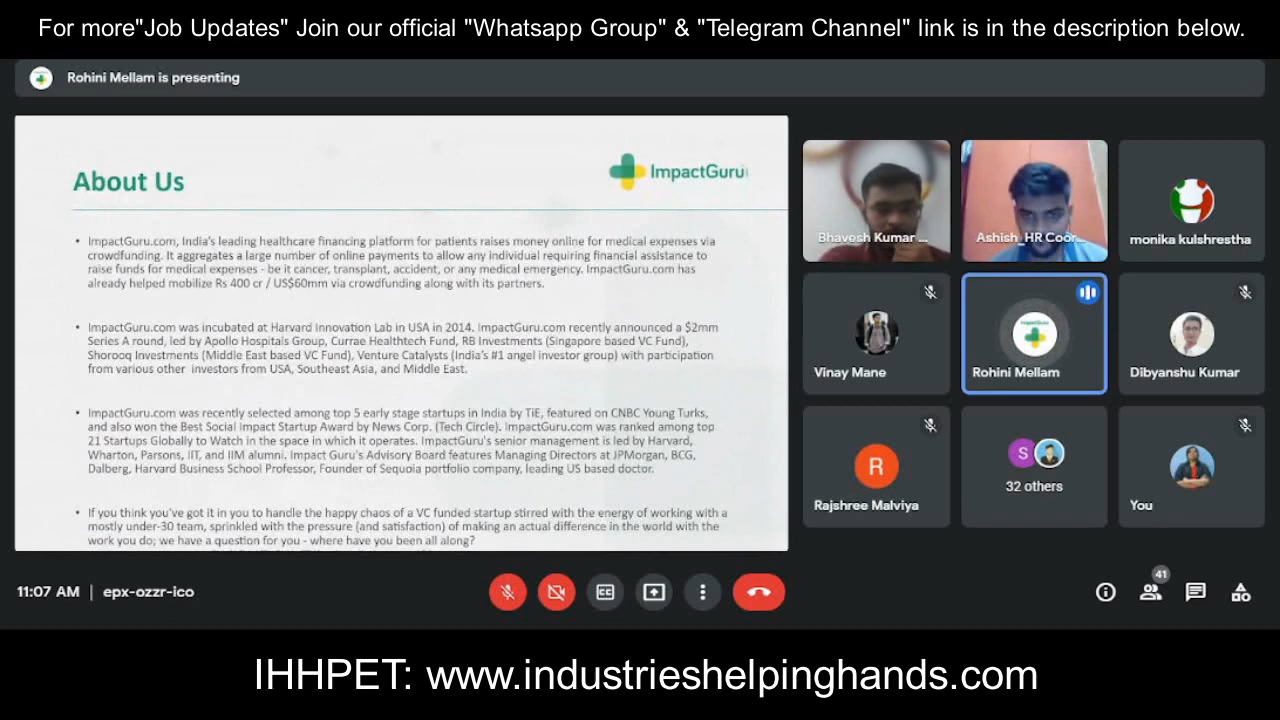 For more"Job Updates" Join our official "Whatsapp Group" & "Telegram Channel" link is in the description below.
Rohini Mellam is presenting
About Us
ImpactGuru
• ImpactGuru.com, India's leading healthcare financing platform for patients raises money online for medical expenses via
crowdfunding. It aggregates a large number of online payments to allow any individual requiring financial assistance to
raise funds for medical expenses - be it cancer, transplant, accident, or any medical emergency. ImpactGuru.com has
already helped mobilize Rs 400 cr / US$60mm via crowdfunding along with its partners.
• ImpactGuru.com was incubated at Harvard Innovation Lab in USA in 2014. ImpactGuru.com recently announced a $2mm
Series A round, led by Apollo Hospitals Group, Currae Healthtech Fund, RB Investments (Singapore based VC Fund),
Shorooq Investments (Middle East based VC Fund), Venture Catalysts (India's #1 angel investor group) with participation
from various other investors from USA, Southeast Asia, and Middle East.
• ImpactGuru.com was recently selected among top 5 early stage startups in India by TiE, featured on CNBC Young Turks,
and also won the Best Social Impact Startup Award by News Corp. (Tech Circle). ImpactGuru.com was ranked among top
21 Startups Globally to Watch in the space in which it operates. ImpactGuru's senior management is led by Harvard,
Wharton, Parsons, IIT, and IIM alumni. Impact Guru's Advisory Board features Managing Directors at JPMorgan, BCG,
Dalberg, Harvard Business School Professor, Founder of Sequoia portfolio company, leading US based doctor.
• If you think you've got it in you to handle the happy chaos of a VC funded startup stirred with the energy of working with a
mostly under-30 team, sprinkled with the pressure (and satisfaction) of making an actual difference in the world with the
work you do; we have a question for you - where have you been all along?
Bhavesh Kumar ...
Ashish_HR Coor...
monika kulshrestha
Vinay Mane
ImpactGuru
Rohini Mellam
Dibyanshu Kumar
R
Rajshree Malviya
S
32 others
You
11:07 AM | epx-ozzr-ico
CC
41
IHHPET: www.industrieshelpinghands.com